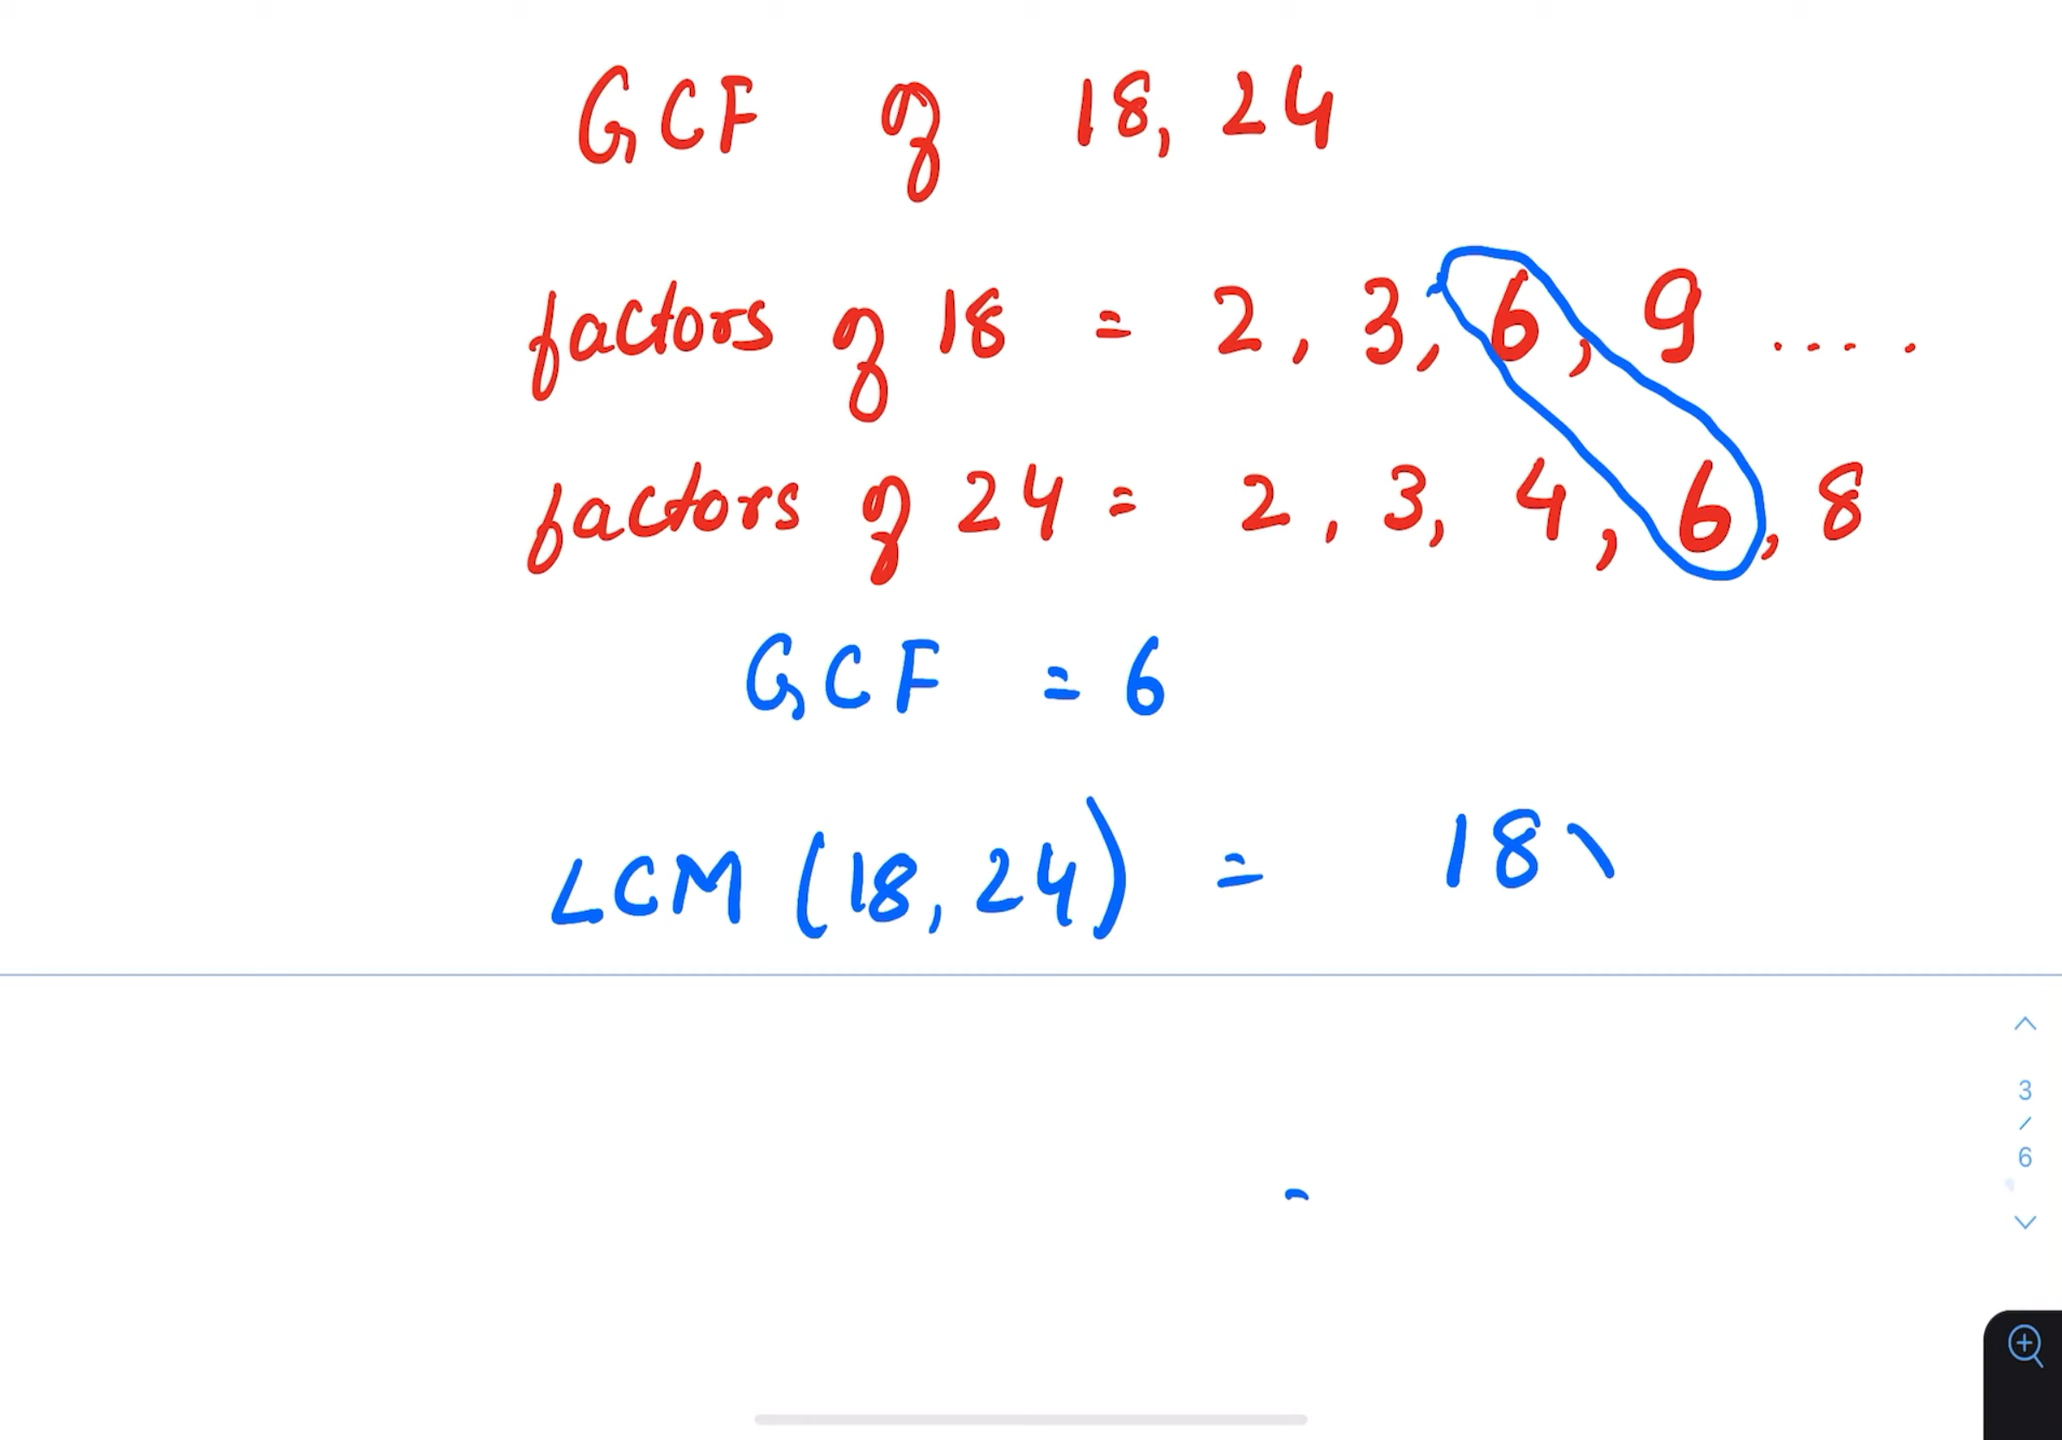 GCF of 18, 24
factors of 18 = 2, 3, 6, 9 ....
factors of 24 = 2, 3, 4, 6, 8
GCF = 6
LCM (18, 24) = 18 \
3
/
6